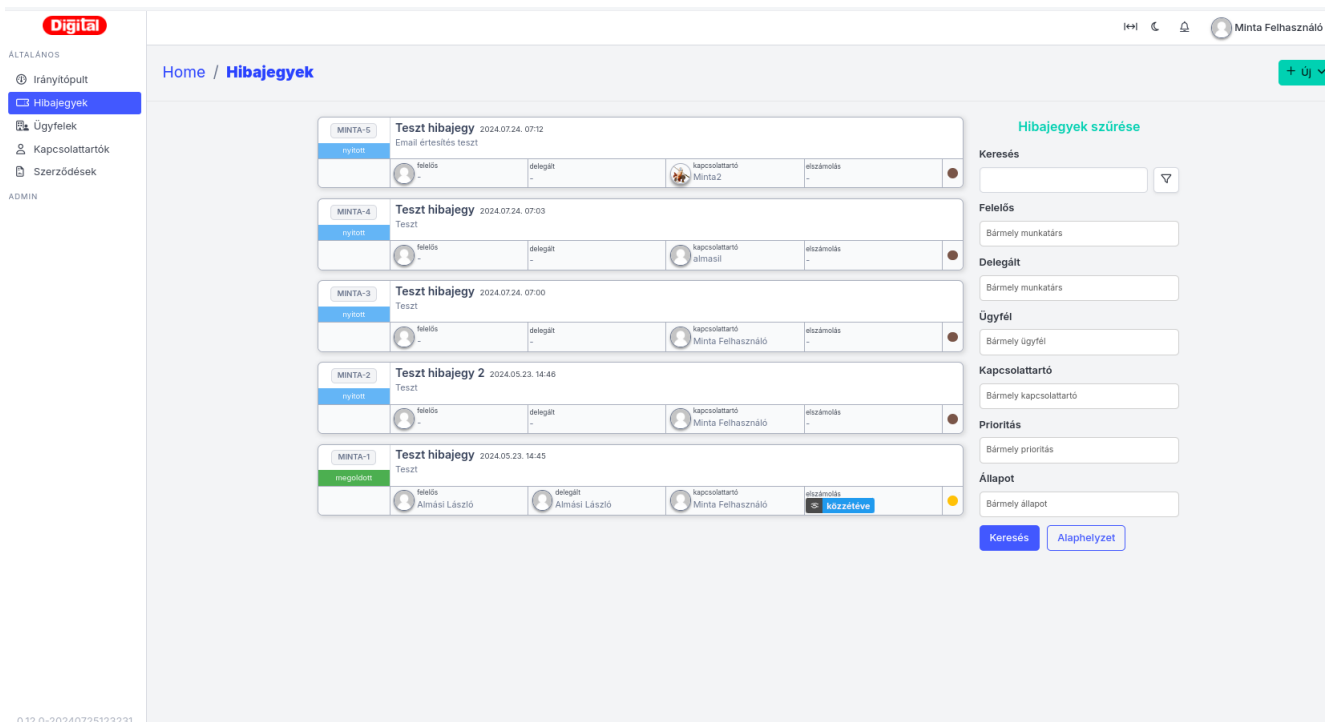 Digitál
Minta Felhasználó
ÁLTALÁNOS
Irányítópult
Hibajegyek
Ügyfelek
Kapcsolattartók
Szerződések
ADMIN
Home / Hibajegyek
+ Új
MINTA-5
nyitott
Teszt hibajegy 2024.07.24. 07:12
Email értesítés teszt
felelős
-
delegált
-
kapcsolattartó
Minta2
elszámolás
-
MINTA-4
nyitott
Teszt hibajegy 2024.07.24. 07:03
Teszt
felelős
-
delegált
-
kapcsolattartó
almasil
elszámolás
-
MINTA-3
nyitott
Teszt hibajegy 2024.07.24. 07:00
Teszt
felelős
-
delegált
-
kapcsolattartó
Minta Felhasználó
elszámolás
-
MINTA-2
nyitott
Teszt hibajegy 2 2024.05.23. 14:46
Teszt
felelős
-
delegált
-
kapcsolattartó
Minta Felhasználó
elszámolás
-
MINTA-1
megoldott
Teszt hibajegy 2024.05.23. 14:45
Teszt
felelős
Almási László
delegált
Almási László
kapcsolattartó
Minta Felhasználó
elszámolás
közzétéve
Hibajegyek szűrése
Keresés
Felelős
Bármely munkatárs
Delegált
Bármely munkatárs
Ügyfél
Bármely ügyfél
Kapcsolattartó
Bármely kapcsolattartó
Prioritás
Bármely prioritás
Állapot
Bármely állapot
Keresés
Alaphelyzet
0.12.0-20240725123231